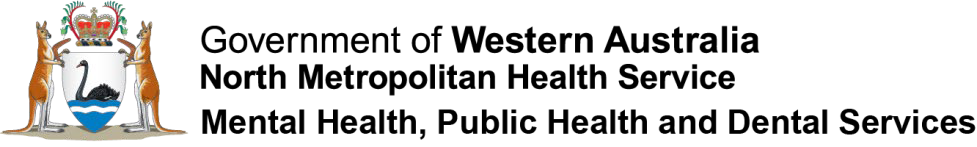 Government of Western Australia
North Metropolitan Health Service
Mental Health, Public Health and Dental Services